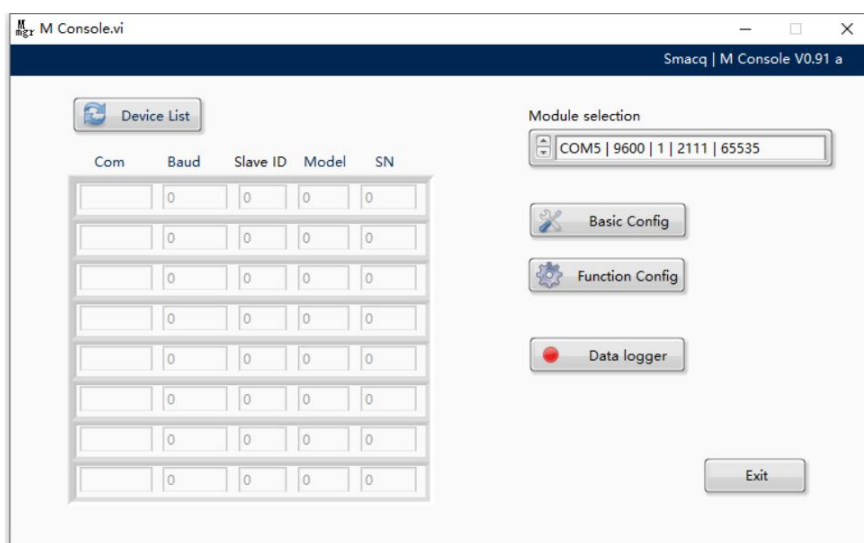 M mgr M Console.vi
Smacq | M Console V0.91 a
Device List
Com Baud Slave ID Model SN
0 0 0 0
0 0 0 0
0 0 0 0
0 0 0 0
0 0 0 0
0 0 0 0
0 0 0 0
0 0 0 0
Module selection
COM5 | 9600 | 1 | 2111 | 65535
Basic Config
Function Config
Data logger
Exit